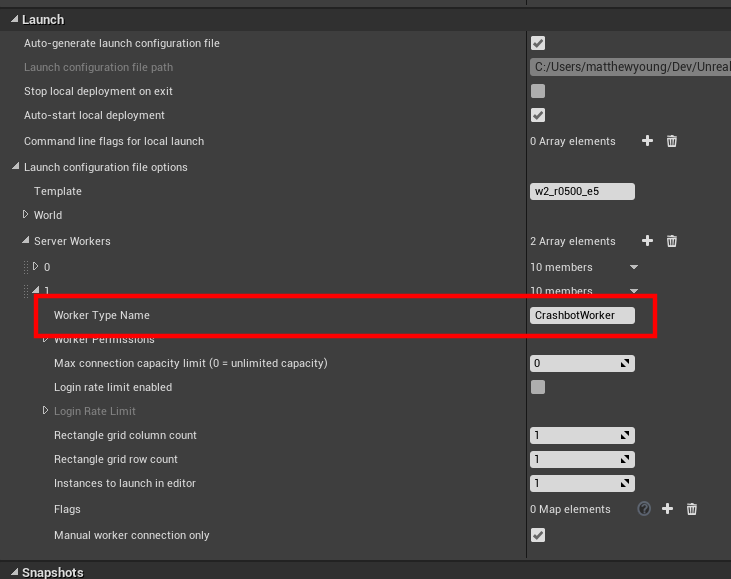 Launch
Auto-generate launch configuration file
Launch configuration file path C:/Users/matthewyoung/Dev/Unreal
Stop local deployment on exit
Auto-start local deployment
Command line flags for local launch 0 Array elements
Launch configuration file options
Template w2_r0500_e5
World
Server Workers 2 Array elements
0 10 members
1 10 members
Worker Type Name CrashbotWorker
Worker Permissions
Max connection capacity limit (0 = unlimited capacity) 0
Login rate limit enabled
Login Rate Limit
Rectangle grid column count 1
Rectangle grid row count 1
Instances to launch in editor 1
Flags 0 Map elements ?
Manual worker connection only
Snapshots